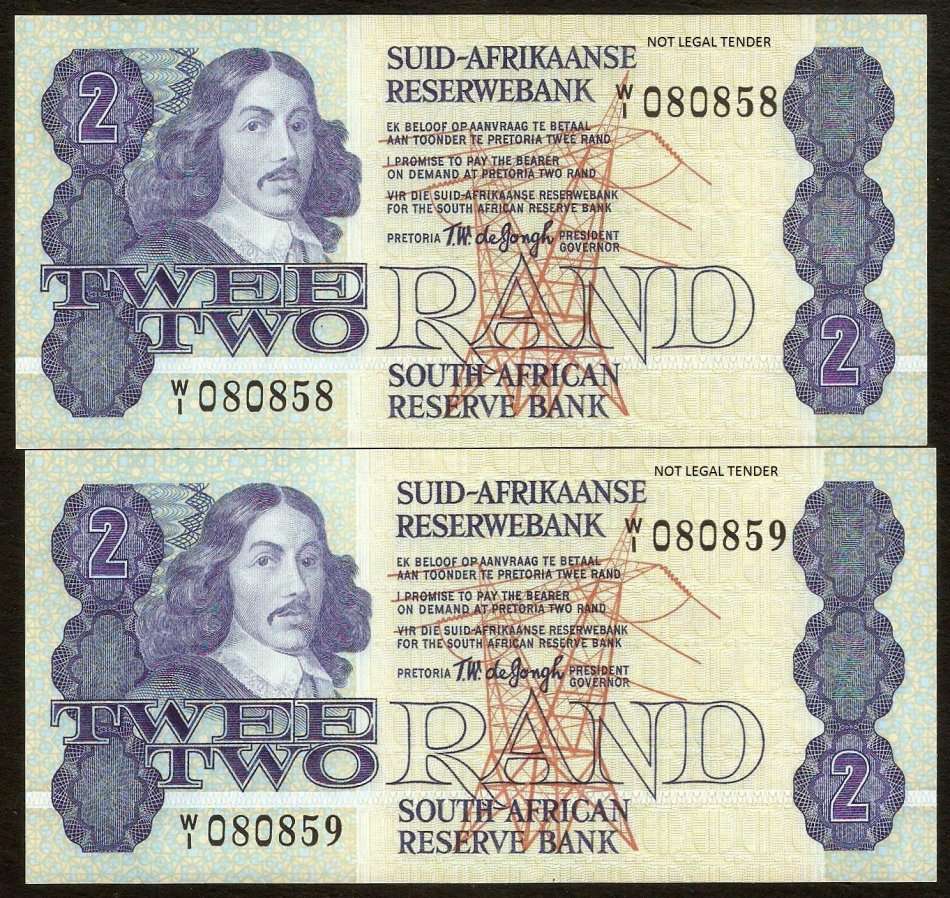 NOT LEGAL TENDER
2
SUID-AFRIKAANSE
RESERWEBANK
W/1 080858
EK BELOOF OP AANVRAAG TE BETAAL
AAN TOONDER TE PRETORIA TWEE RAND
I PROMISE TO PAY THE BEARER
ON DEMAND AT PRETORIA TWO RAND
VIR DIE SUID-AFRIKAANSE RESERWEBANK
FOR THE SOUTH AFRICAN RESERVE BANK
PRETORIA T.W. de Jongh PRESIDENT
GOVERNOR
TWEE
TWO
RAND
2
SOUTH AFRICAN
RESERVE BANK
W/1 080858
NOT LEGAL TENDER
2
SUID-AFRIKAANSE
RESERWEBANK
W/1 080859
EK BELOOF OP AANVRAAG TE BETAAL
AAN TOONDER TE PRETORIA TWEE RAND
I PROMISE TO PAY THE BEARER
ON DEMAND AT PRETORIA TWO RAND
VIR DIE SUID-AFRIKAANSE RESERWEBANK
FOR THE SOUTH AFRICAN RESERVE BANK
PRETORIA T.W. de Jongh PRESIDENT
GOVERNOR
TWEE
TWO
RAND
2
SOUTH AFRICAN
RESERVE BANK
W/1 080859